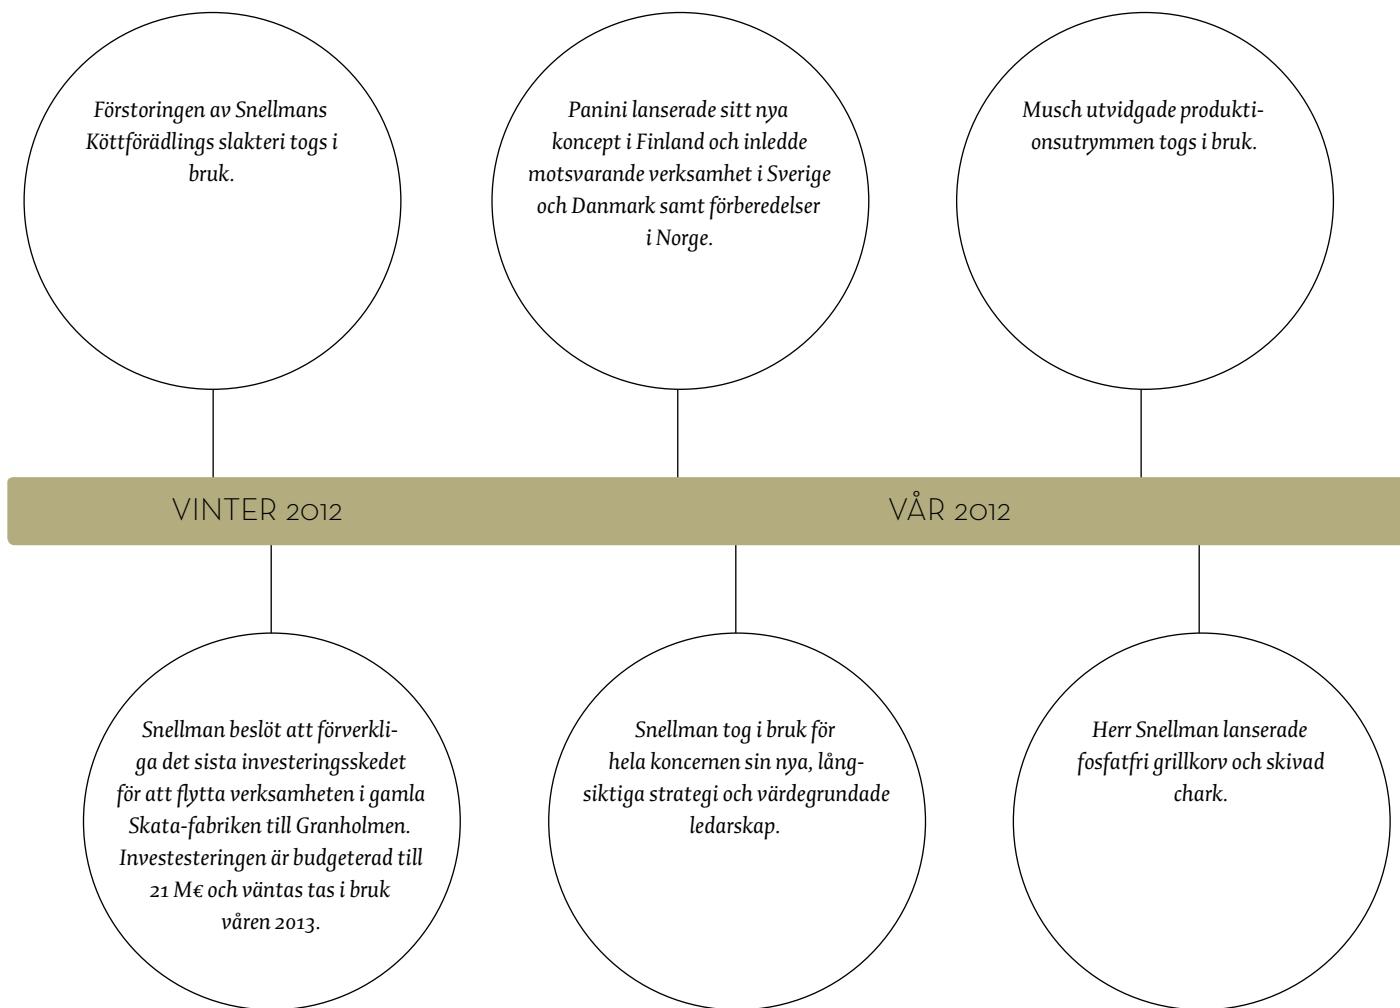 Förstoringen av Snellmans
Köttförädlings slakteri togs i
bruk.
Panini lanserade sitt nya
koncept i Finland och inledde
motsvarande verksamhet i Sverige
och Danmark samt förberedelser
i Norge.
Musch utvidgade produkti-
onsutrymmen togs i bruk.
VINTER 2012
VÅR 2012
Snellman beslöt att förverkli-
ga det sista investeringsskedet
för att flytta verksamheten i gamla
Skata-fabriken till Granholmen.
Investesteringen är budgeterad till
21 M€ och väntas tas i bruk
våren 2013.
Snellman tog i bruk för
hela koncernen sin nya, lång-
siktiga strategi och värdegrundade
ledarskap.
Herr Snellman lanserade
fosfatfri grillkorv och skivad
chark.